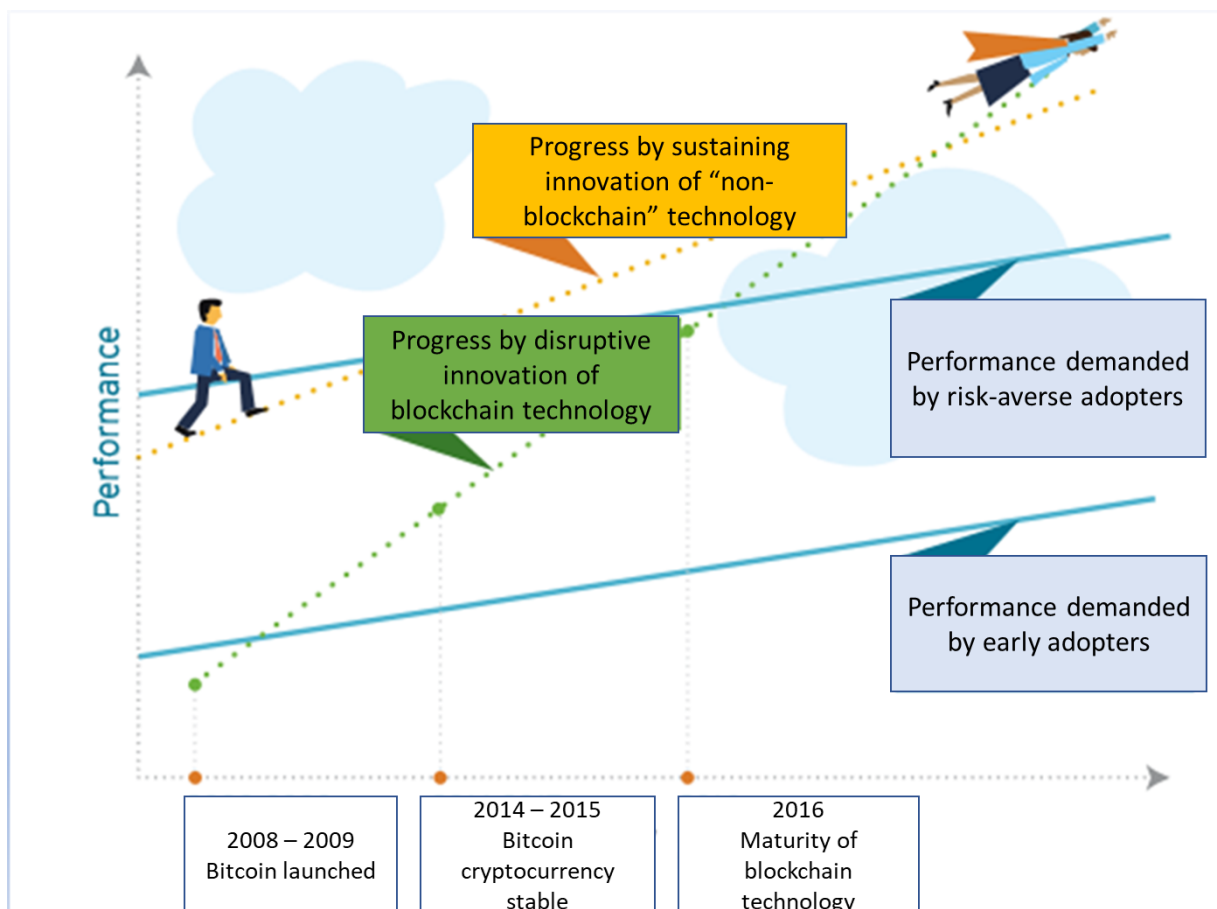 Progress by sustaining
innovation of “non-
blockchain” technology
Performance
Progress by disruptive
innovation of
blockchain technology
Performance demanded
by risk-averse adopters
Performance demanded
by early adopters
2008 – 2009
Bitcoin launched
2014 – 2015
Bitcoin
cryptocurrency
stable
2016
Maturity of
blockchain
technology